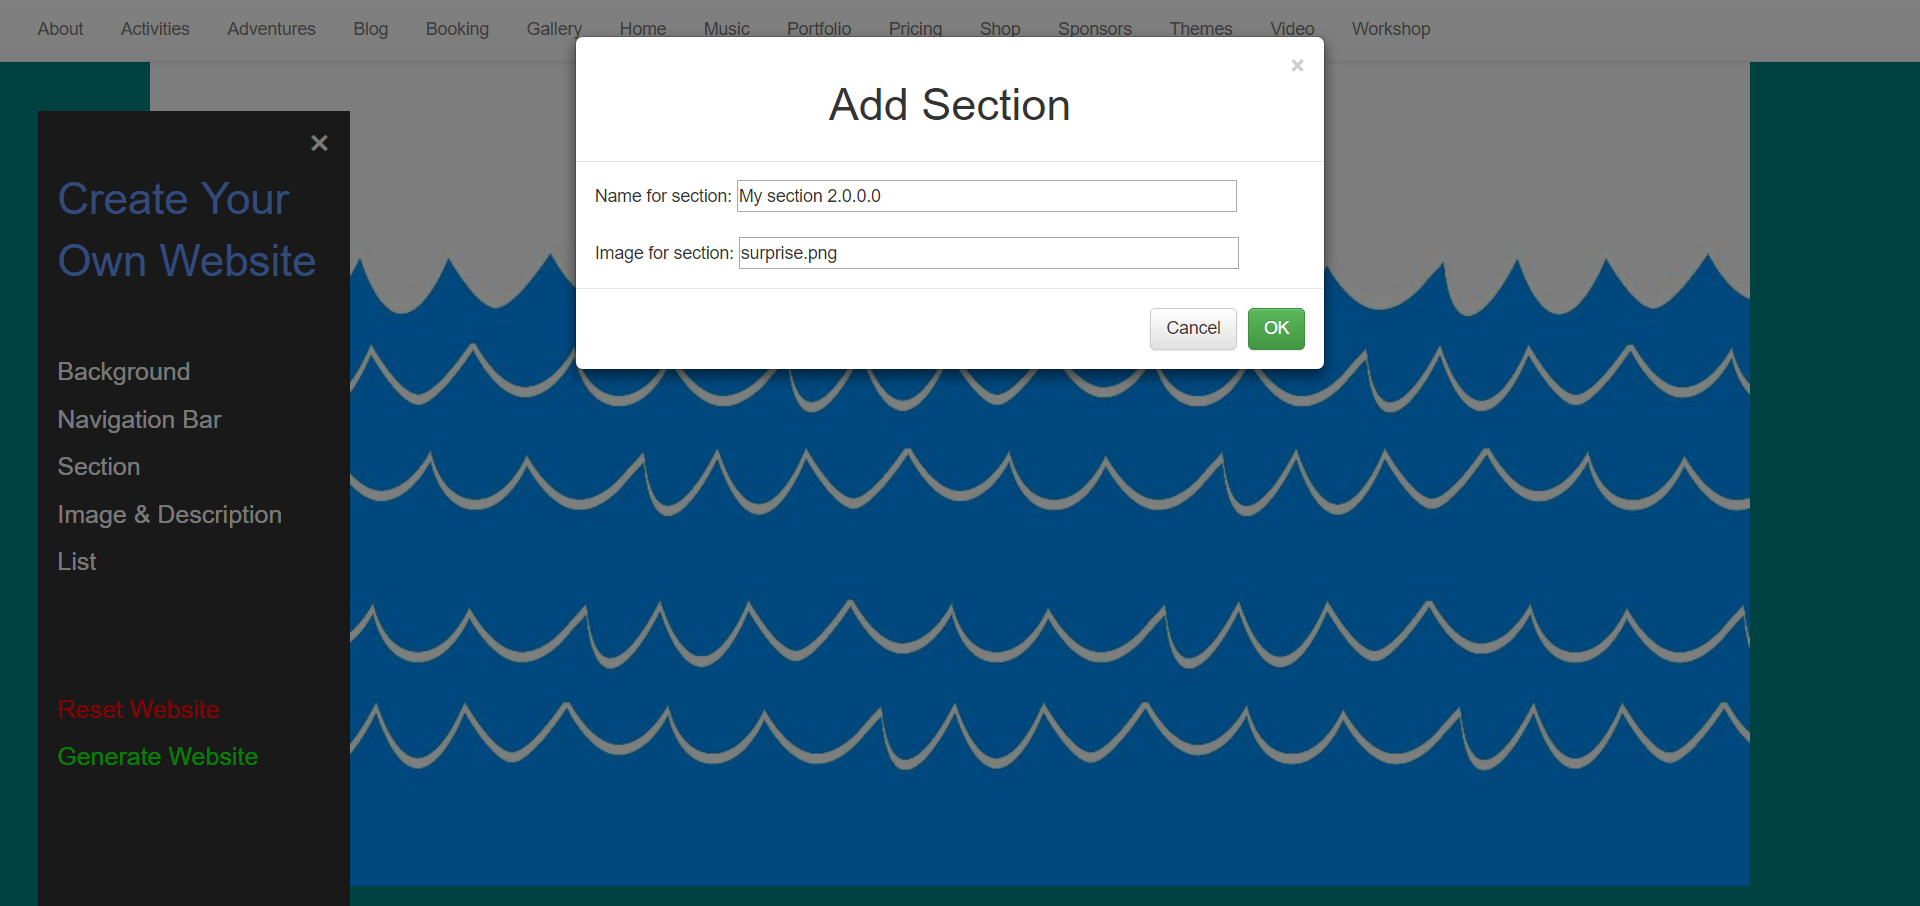 About Activities Adventures Blog Booking Gallery Home Music Portfolio Pricing Shop Sponsors Themes Video Workshop
×
Add Section
Name for section: My section 2.0.0.0
Image for section: surprise.png
Cancel OK
×
Create Your
Own Website
Background
Navigation Bar
Section
Image & Description
List
Reset Website
Generate Website